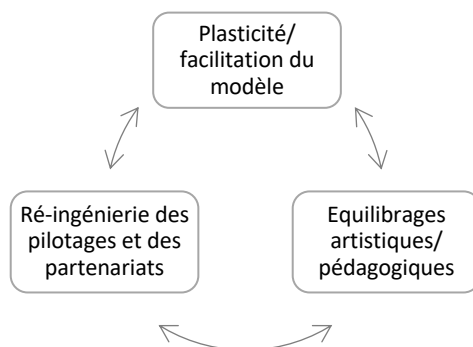 Plasticité/
facilitation du
modèle
Ré-ingénierie des
pilotages et des
partenariats
Equilibrages
artistiques/
pédagogiques